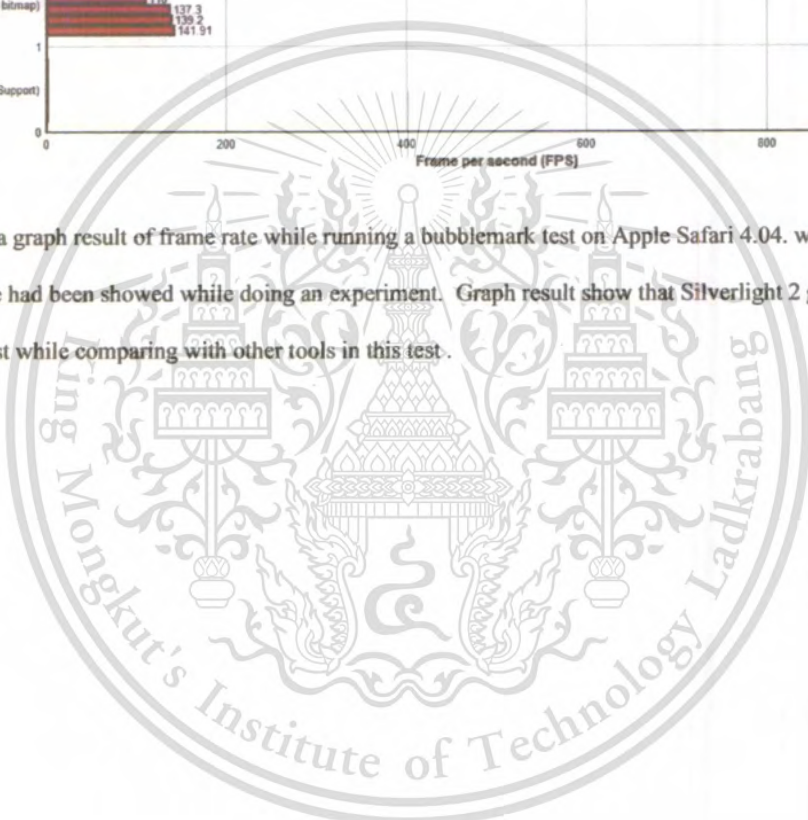 bitmap)
137.3
139.2
141.91
1
Support)
0
0 200 400 600 800
Frame per second (FPS)
a graph result of frame rate while running a bubblemark test on Apple Safari 4.04. w
e had been showed while doing an experiment. Graph result show that Silverlight 2
st while comparing with other tools in this test .
King Mongkut's Institute of Technology Ladkrabang